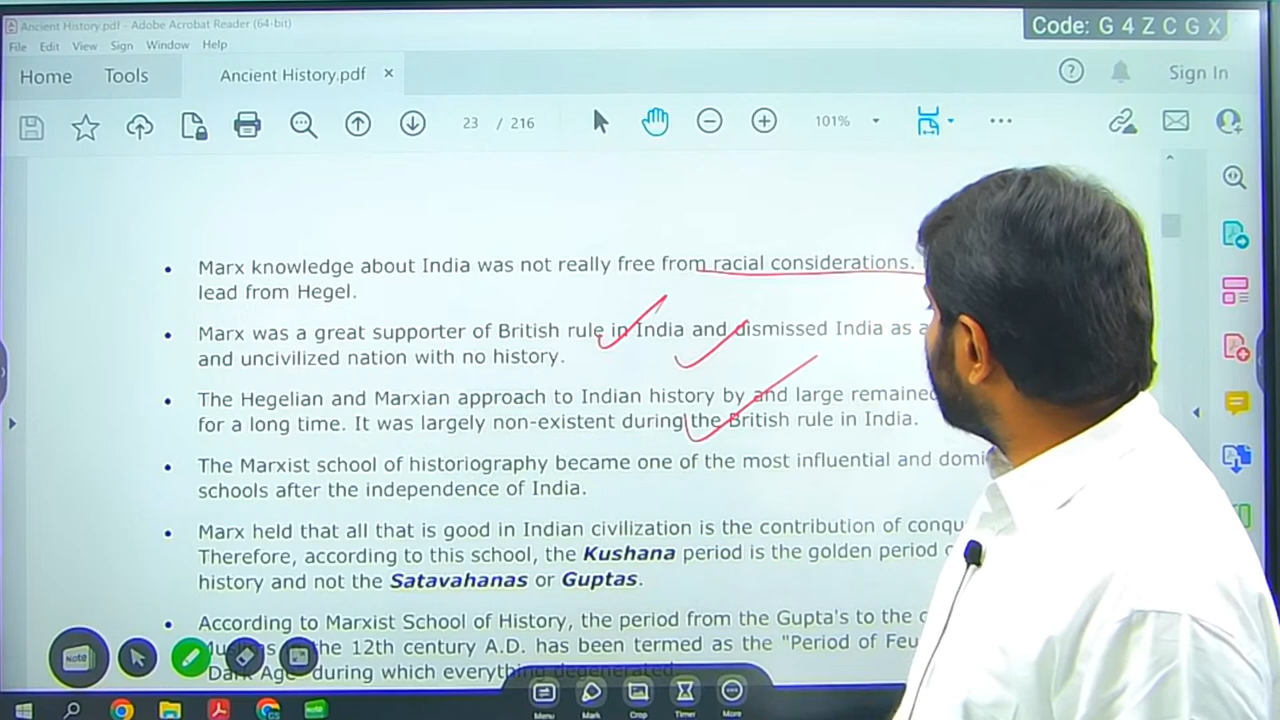 Ancient History.pdf - Adobe Acrobat Reader (64-bit)
Code: G 4 Z C G X
File Edit View Sign Window Help
Home Tools Ancient History.pdf × Sign In
23 / 216 101%
Marx knowledge about India was not really free from racial considerations.
lead from Hegel.
Marx was a great supporter of British rule in India and dismissed India as a
and uncivilized nation with no history.
The Hegelian and Marxian approach to Indian history by and large remained
for a long time. It was largely non-existent during the British rule in India.
The Marxist school of historiography became one of the most influential and domi
schools after the independence of India.
Marx held that all that is good in Indian civilization is the contribution of conqu
Therefore, according to this school, the Kushana period is the golden period
history and not the Satavahanas or Guptas.
According to Marxist School of History, the period from the Gupta's to the
the 12th century A.D. has been termed as the "Period of Feu
Dark Age" during which everything degenerated.
Note
Menu Mark Crop Timer More